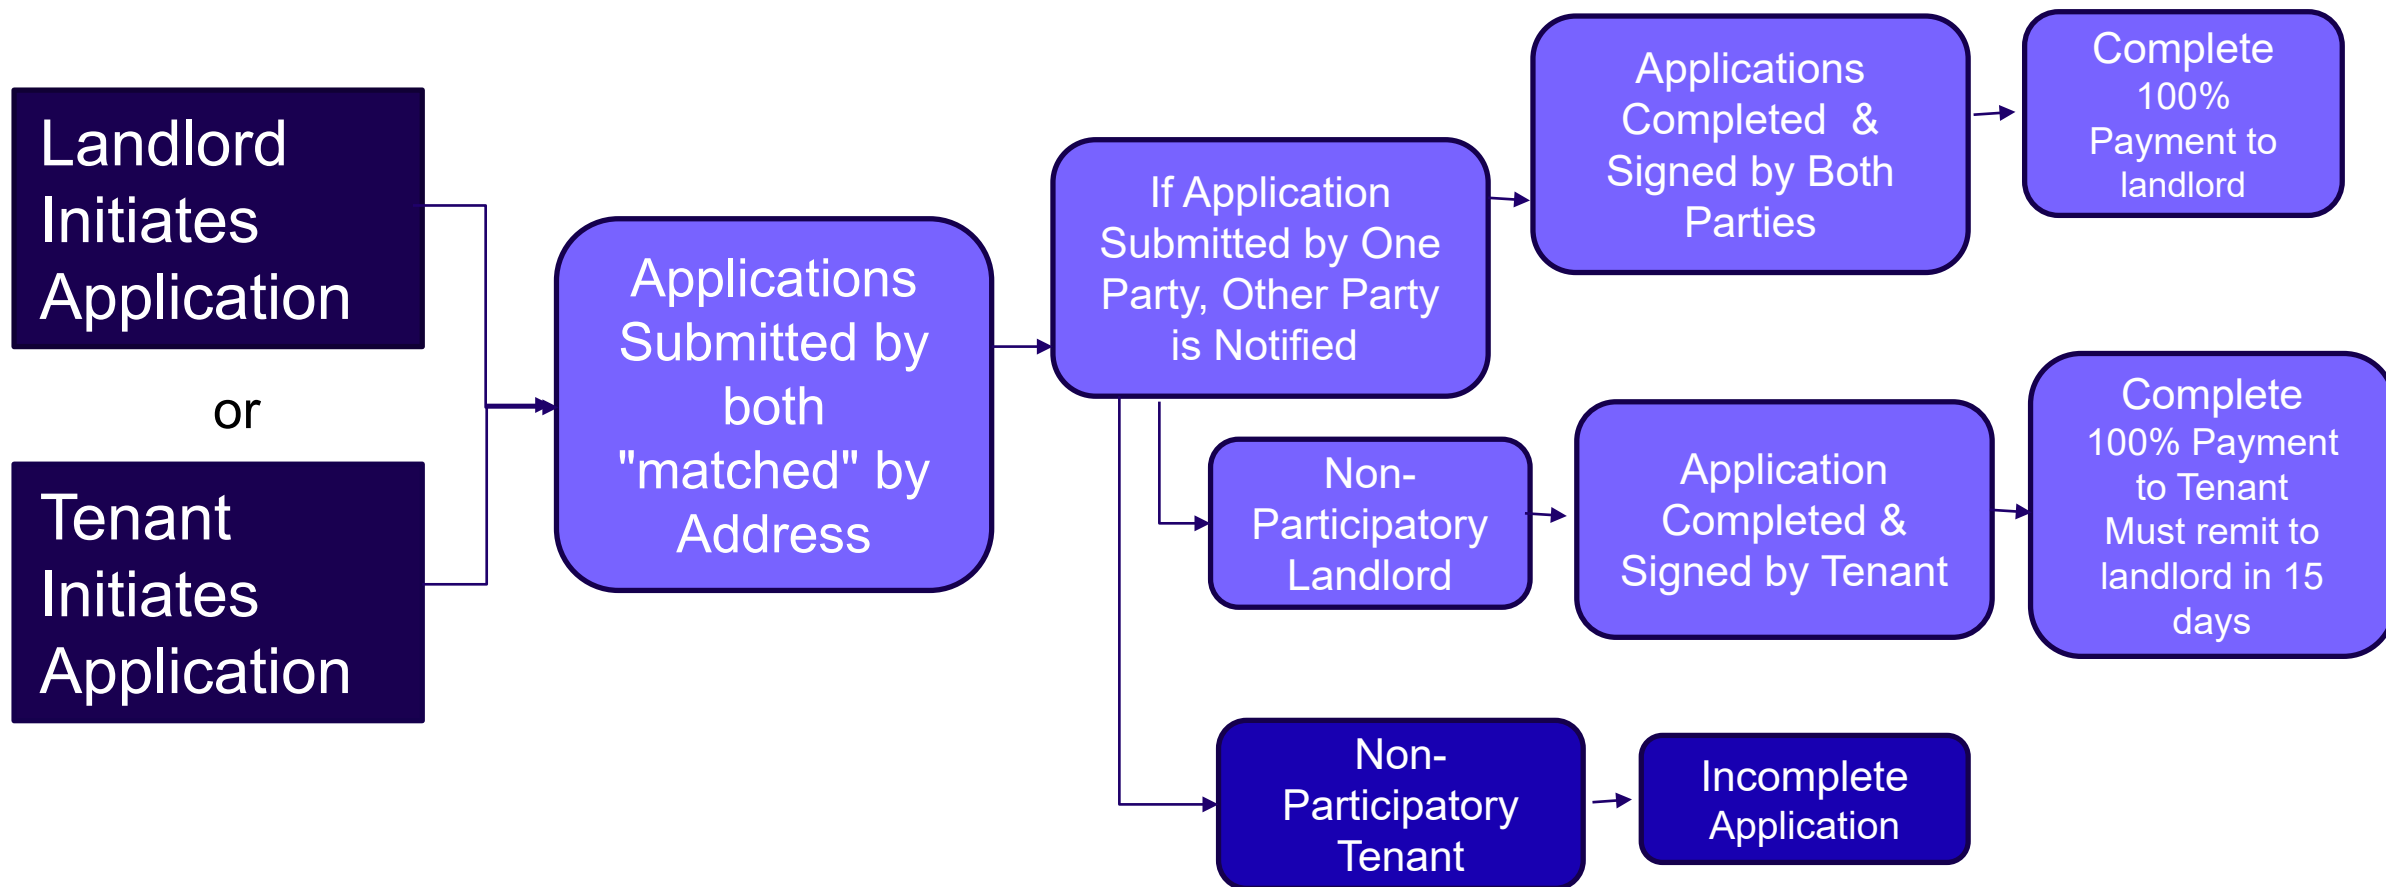 Landlord
Initiates
Application
or
Tenant
Initiates
Application
Applications
Submitted by
both
"matched" by
Address
If Application
Submitted by One
Party, Other Party
is Notified
Applications
Completed &
Signed by Both
Parties
Complete
100%
Payment to
landlord
Non-
Participatory
Landlord
Application
Completed &
Signed by Tenant
Complete
100% Payment
to Tenant
Must remit to
landlord in 15
days
Non-
Participatory
Tenant
Incomplete
Application